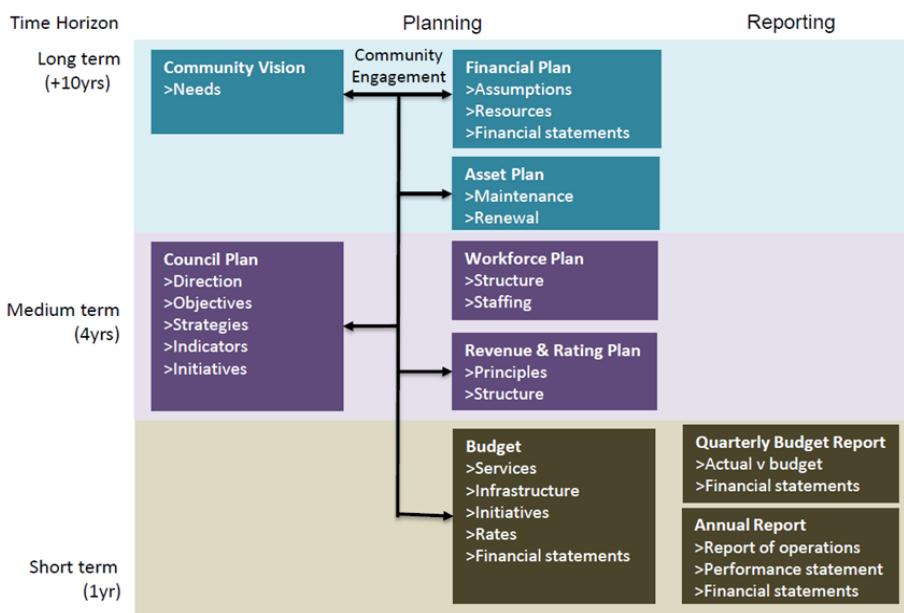 Time Horizon
Planning
Reporting
Long term
(+10yrs)
Community Vision
>Needs
Community
Engagement
Financial Plan
>Assumptions
>Resources
>Financial statements
Asset Plan
>Maintenance
>Renewal
Medium term
(4yrs)
Council Plan
>Direction
>Objectives
>Strategies
>Indicators
>Initiatives
Workforce Plan
>Structure
>Staffing
Revenue & Rating Plan
>Principles
>Structure
Short term
(1yr)
Budget
>Services
>Infrastructure
>Initiatives
>Rates
>Financial statements
Quarterly Budget Report
>Actual v budget
>Financial statements
Annual Report
>Report of operations
>Performance statement
>Financial statements